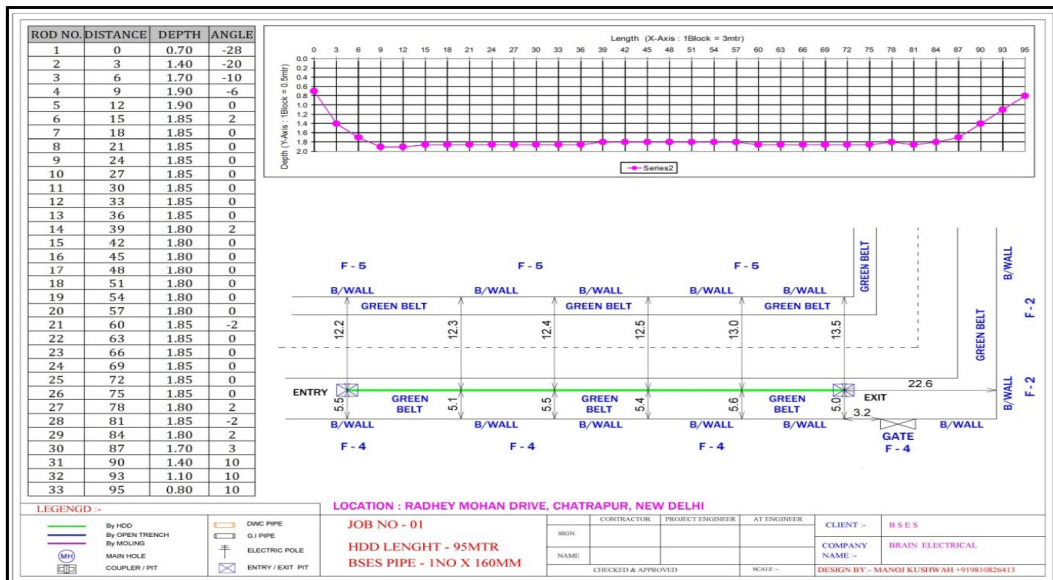 ROD NO. DISTANCE DEPTH ANGLE
1 0 0.70 -28
2 3 1.40 -20
3 6 1.70 -10
4 9 1.90 -6
5 12 1.90 0
6 15 1.85 2
7 18 1.85 0
8 21 1.85 0
9 24 1.85 0
10 27 1.85 0
11 30 1.85 0
12 33 1.85 0
13 36 1.85 0
14 39 1.80 2
15 42 1.80 0
16 45 1.80 0
17 48 1.80 0
18 51 1.80 0
19 54 1.80 0
20 57 1.80 0
21 60 1.85 -2
22 63 1.85 0
23 66 1.85 0
24 69 1.85 0
25 72 1.85 0
26 75 1.85 0
27 78 1.80 2
28 81 1.85 -2
29 84 1.80 2
30 87 1.70 3
31 90 1.40 10
32 93 1.10 10
33 95 0.80 10
Length (X-Axis : 1Block = 3mtr)
0 3 6 9 12 15 18 21 24 27 30 33 36 39 42 45 48 51 54 57 60 63 66 69 72 75 78 81 84 87 90 93 95
Depth (Y-Axis : 1Block = 0.5mtr)
0.0
0.2
0.4
0.6
0.8
1.0
1.2
1.4
1.6
1.8
2.0
Series2
F - 5 F - 5 F - 5
B/WALL B/WALL B/WALL B/WALL B/WALL
GREEN BELT GREEN BELT GREEN BELT
GREEN BELT
B/WALL
F - 2
GREEN BELT
12.2 12.3 12.4 12.5 13.0 13.5
B/WALL
F - 2
22.6
ENTRY
EXIT
GREEN BELT
GREEN BELT
GREEN BELT
5.5 5.1 5.5 5.4 5.6 5.0
3.2
B/WALL B/WALL B/WALL B/WALL B/WALL
GATE
B/WALL
F - 4 F - 4 F - 4 F - 4
LEGENGD :-
By HDD
By OPEN TRENCH
By MOLING
MH MAIN HOLE
COUPLER / PIT
DWC PIPE
G.I PIPE
ELECTRIC POLE
ENTRY / EXIT PIT
LOCATION : RADHEY MOHAN DRIVE, CHATRAPUR, NEW DELHI
JOB NO - 01
HDD LENGHT - 95MTR
BSES PIPE - 1NO X 160MM
CONTRACTOR PROJECT ENGINEER AT ENGINEER
SIGN.
NAME
CHECKED & APPROVED SCALE :-
CLIENT :- B S E S
COMPANY NAME :- BRAIN ELECTRICAL
DESIGN BY:- MANOJ KUSHWAH +919810826413